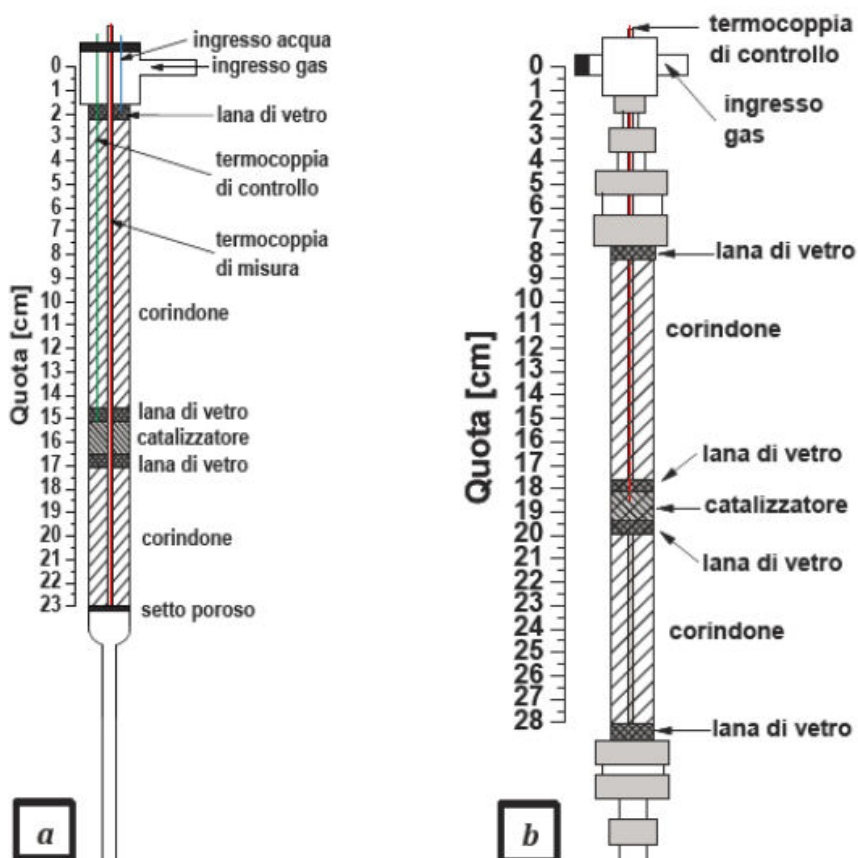 ingresso acqua
ingresso gas
lana di vetro
termocoppia
di controllo
termocoppia
di misura
corindone
lana di vetro
catalizzatore
lana di vetro
corindone
setto poroso
Quota [cm]
0
1
2
3
4
5
6
7
8
9
10
11
12
13
14
15
16
17
18
19
20
21
22
23
a
termocoppia
di controllo
ingresso
gas
lana di vetro
corindone
lana di vetro
catalizzatore
lana di vetro
corindone
lana di vetro
Quota [cm]
0
1
2
3
4
5
6
7
8
9
10
11
12
13
14
15
16
17
18
19
20
21
22
23
24
25
26
27
28
b